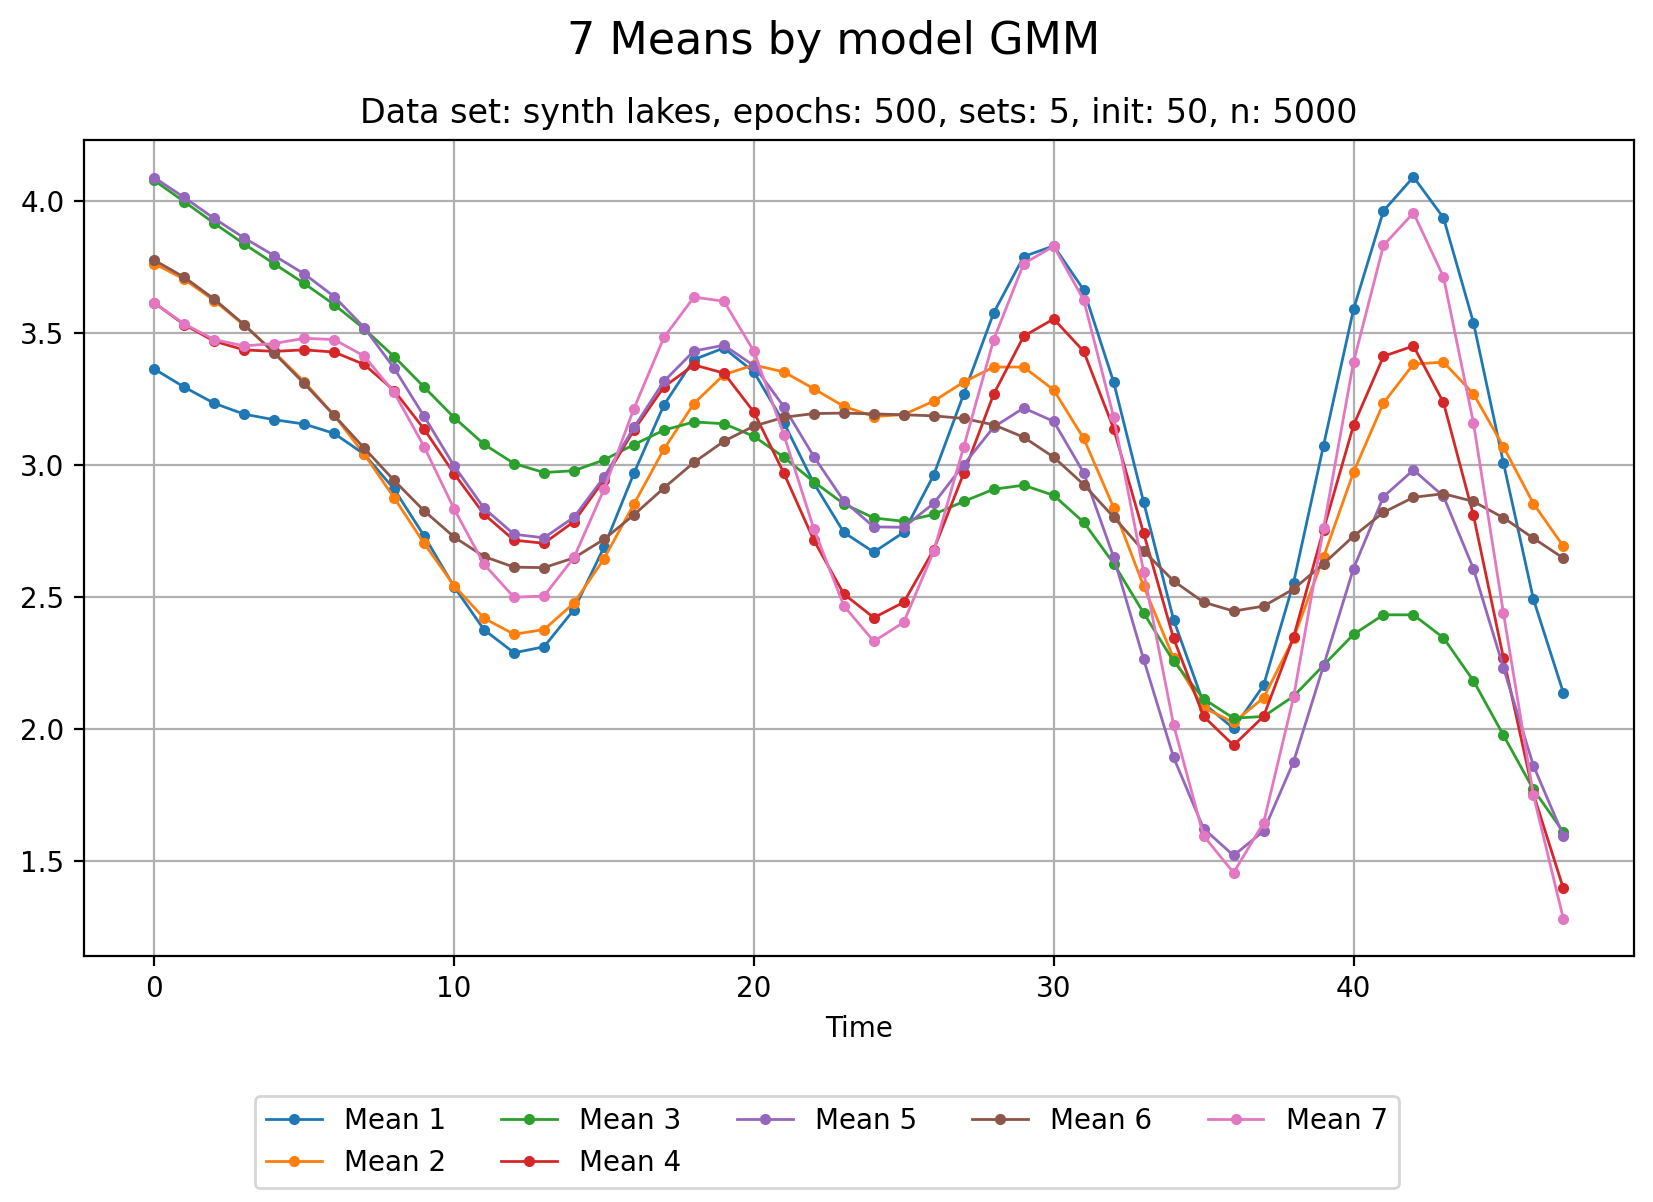 7 Means by model GMM
Data set: synth lakes, epochs: 500, sets: 5, init: 50, n: 5000
4.0
3.5
3.0
2.5
2.0
1.5
0 10 20 30 40
Time
Mean 1 Mean 3 Mean 5 Mean 6 Mean 7
Mean 2 Mean 4